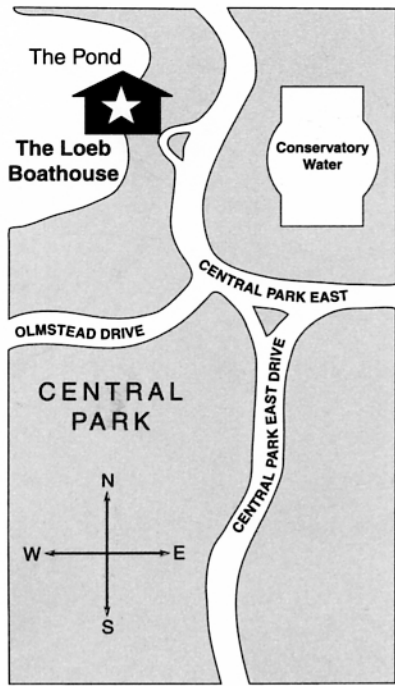 The Pond
The Loeb
Boathouse
Conservatory
Water
CENTRAL PARK EAST
OLMSTEAD DRIVE
CENTRAL PARK EAST DRIVE
CENTRAL
PARK
N
W
E
S